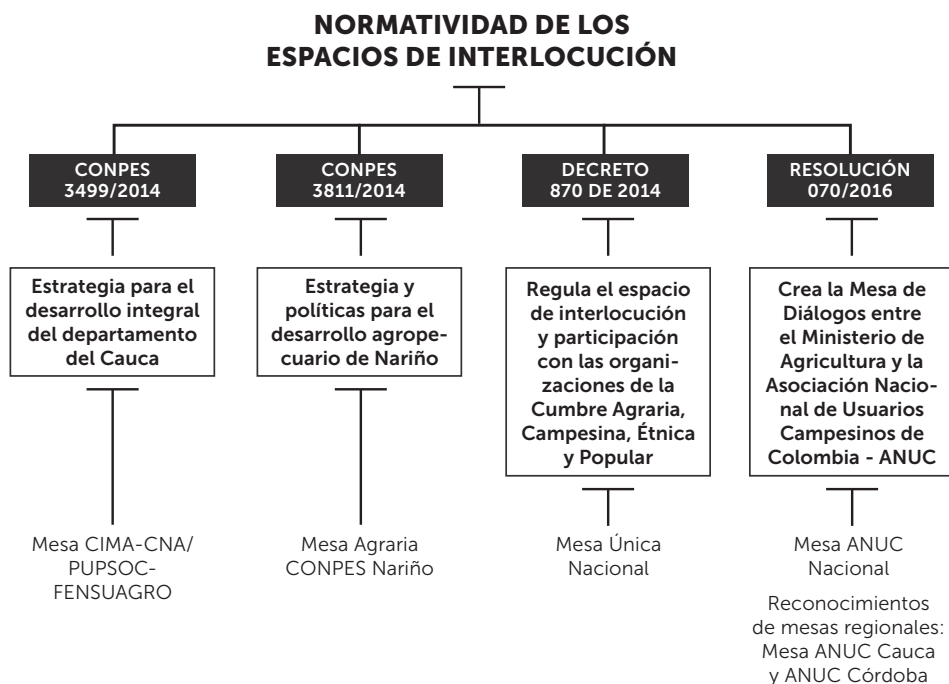 NORMATIVIDAD DE LOS
ESPACIOS DE INTERLOCUCIÓN
CONPES
3499/2014
Estrategia para el
desarrollo integral
del departamento
del Cauca
Mesa CIMA-CNA/
PUPSOC-
FENSUAGRO
CONPES
3811/2014
Estrategia y
políticas para el
desarrollo agrope-
cuario de Nariño
Mesa Agraria
CONPES Nariño
DECRETO
870 DE 2014
Regula el espacio
de interlocución
y participación
con las organi-
zaciones de la
Cumbre Agraria,
Campesina, Étnica
y Popular
Mesa Única
Nacional
RESOLUCIÓN
070/2016
Crea la Mesa de
Diálogos entre
el Ministerio de
Agricultura y la
Asociación Nacio-
nal de Usuarios
Campesinos de
Colombia - ANUC
Mesa ANUC
Nacional
Reconocimientos
de mesas regionales:
Mesa ANUC Cauca
y ANUC Córdoba